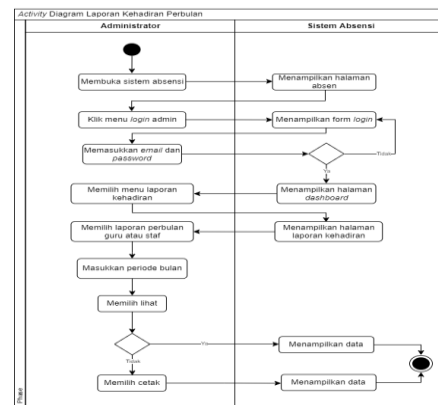 Activity Diagram Laporan Kehadiran Perbulan
Administrator
Sistem Absensi
Membuka sistem absensi
Menampilkan halaman
absen
Klik menu login admin
Menampilkan form login
Memasukkan email dan
password
Tidak
Ya
Memilih menu laporan
kehadiran
Menampilkan halaman
dashboard
Memilih laporan perbulan
guru atau staf
Menampilkan halaman
laporan kehadiran
Masukkan periode bulan
Memilih lihat
Ya
Menampilkan data
Tidak
Memilih cetak
Menampilkan data
Phase